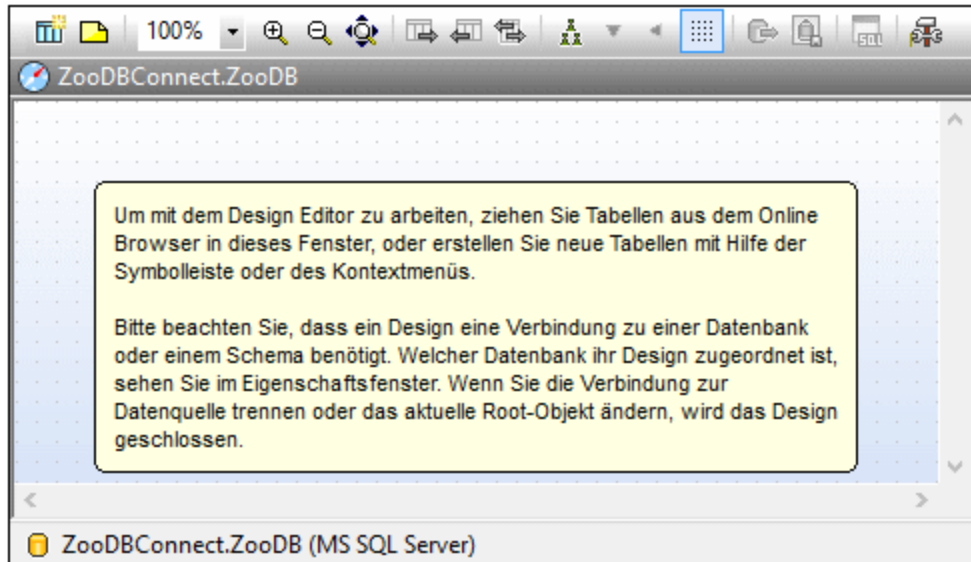 100%
ZooDBConnect.ZooDB
Um mit dem Design Editor zu arbeiten, ziehen Sie Tabellen aus dem Online
Browser in dieses Fenster, oder erstellen Sie neue Tabellen mit Hilfe der
Symbolleiste oder des Kontextmenüs.
Bitte beachten Sie, dass ein Design eine Verbindung zu einer Datenbank
oder einem Schema benötigt. Welcher Datenbank ihr Design zugeordnet ist,
sehen Sie im Eigenschaftsfenster. Wenn Sie die Verbindung zur
Datenquelle trennen oder das aktuelle Root-Objekt ändern, wird das Design
geschlossen.
ZooDBConnect.ZooDB (MS SQL Server)